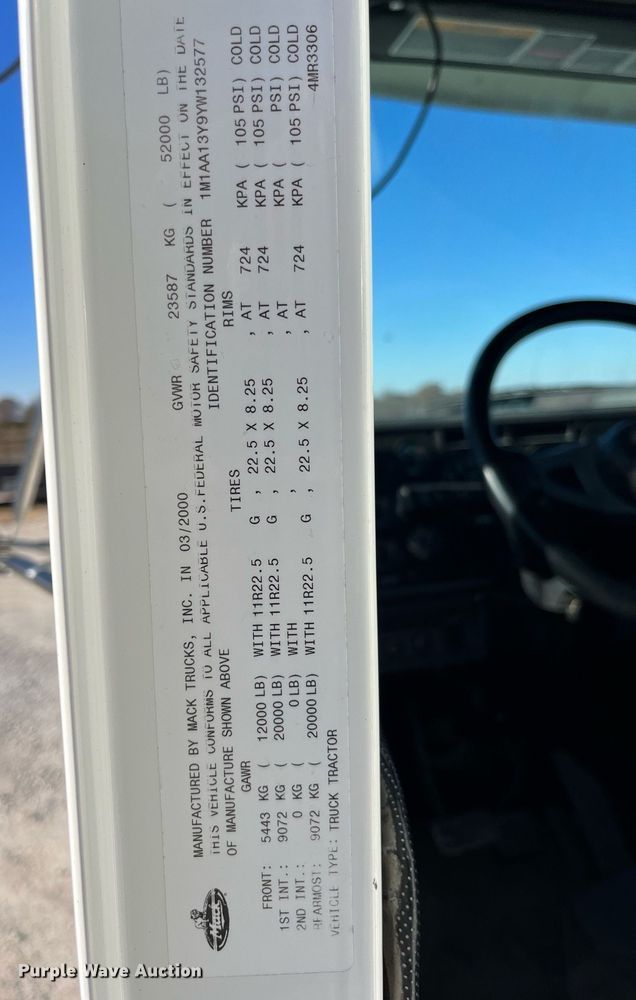 MANUFACTURED BY MACK TRUCKS, INC. IN 03/2000 GVWR 23587 KG ( 52000 LB)
THIS VEHICLE CONFORMS TO ALL APPLICABLE U.S.FEDERAL MOTOR SAFETY STANDARDS IN EFFECT ON THE DATE
OF MANUFACTURE SHOWN ABOVE IDENTIFICATION NUMBER 1M1AA13Y9YW132577
GAWR TIRES RIMS
FRONT: 5443 KG ( 12000 LB) WITH 11R22.5 G , 22.5 X 8.25 , AT 724 KPA ( 105 PSI) COLD
1ST INT.: 9072 KG ( 20000 LB) WITH 11R22.5 G , 22.5 X 8.25 , AT 724 KPA ( 105 PSI) COLD
2ND INT.: 0 KG ( 0 LB) WITH , , AT KPA ( PSI) COLD
REARMOST: 9072 KG ( 20000 LB) WITH 11R22.5 G , 22.5 X 8.25 , AT 724 KPA ( 105 PSI) COLD
VEHICLE TYPE: TRUCK TRACTOR 4MR3306
Mack
Purple Wave Auction